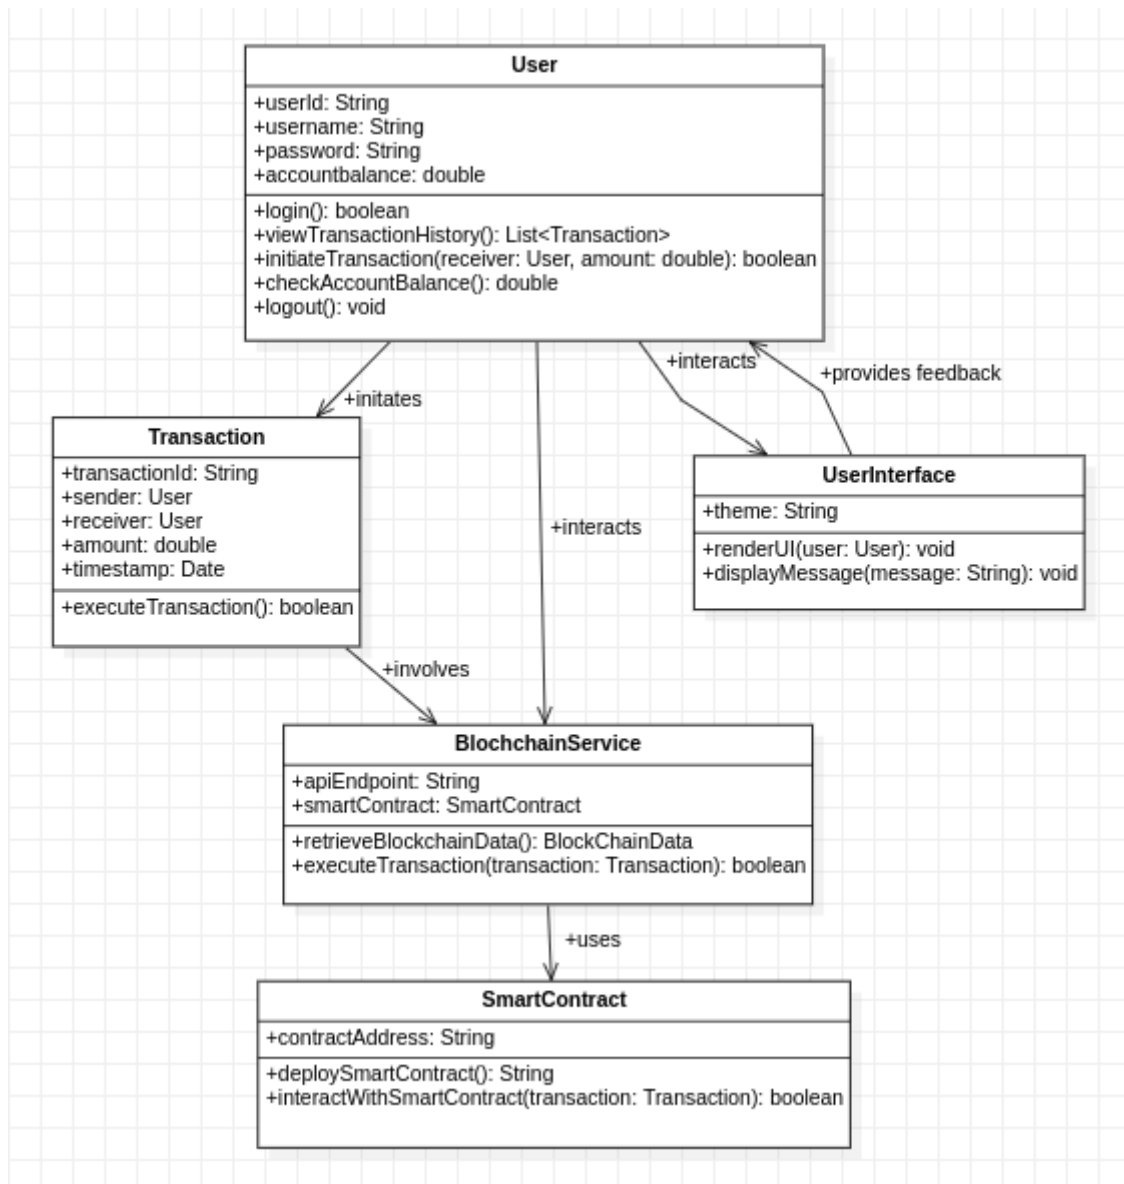 User
+userId: String
+username: String
+password: String
+accountbalance: double
+login(): boolean
+viewTransactionHistory(): List<Transaction>
+initiateTransaction(receiver: User, amount: double): boolean
+checkAccountBalance(): double
+logout(): void
+interacts
+provides feedback
+initates
Transaction
+transactionId: String
+sender: User
+receiver: User
+amount: double
+timestamp: Date
+executeTransaction(): boolean
+interacts
UserInterface
+theme: String
+renderUI(user: User): void
+displayMessage(message: String): void
+involves
BlochchainService
+apiEndpoint: String
+smartContract: SmartContract
+retrieveBlockchainData(): BlockChainData
+executeTransaction(transaction: Transaction): boolean
+uses
SmartContract
+contractAddress: String
+deploySmartContract(): String
+interactWithSmartContract(transaction: Transaction): boolean